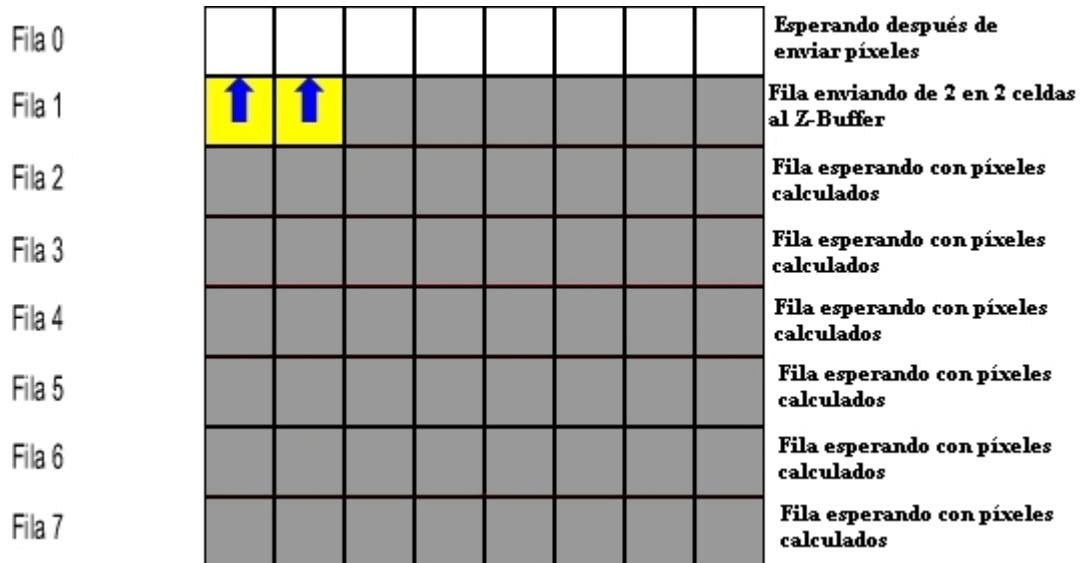 Fila 0
Esperando después de
enviar píxeles
Fila 1
Fila enviando de 2 en 2 celdas
al Z-Buffer
Fila 2
Fila esperando con píxeles
calculados
Fila 3
Fila esperando con píxeles
calculados
Fila 4
Fila esperando con píxeles
calculados
Fila 5
Fila esperando con píxeles
calculados
Fila 6
Fila esperando con píxeles
calculados
Fila 7
Fila esperando con píxeles
calculados